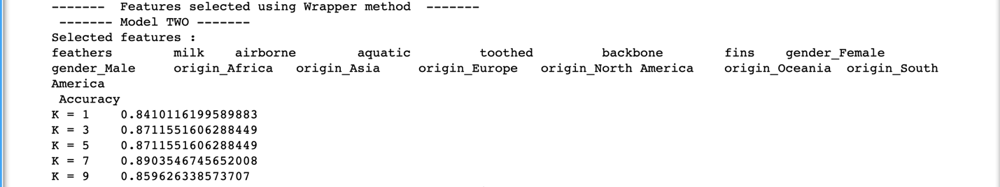 -------  Features selected using Wrapper method  -------
------- Model TWO -------
Selected features :
feathers milk airborne aquatic toothed backbone fins gender_Female
gender_Male origin_Africa origin_Asia origin_Europe origin_North America origin_Oceania origin_South
America
Accuracy
K = 1 0.8410116199589883
K = 3 0.8711551606288449
K = 5 0.8711551606288449
K = 7 0.8903546745652008
K = 9 0.859626338573707